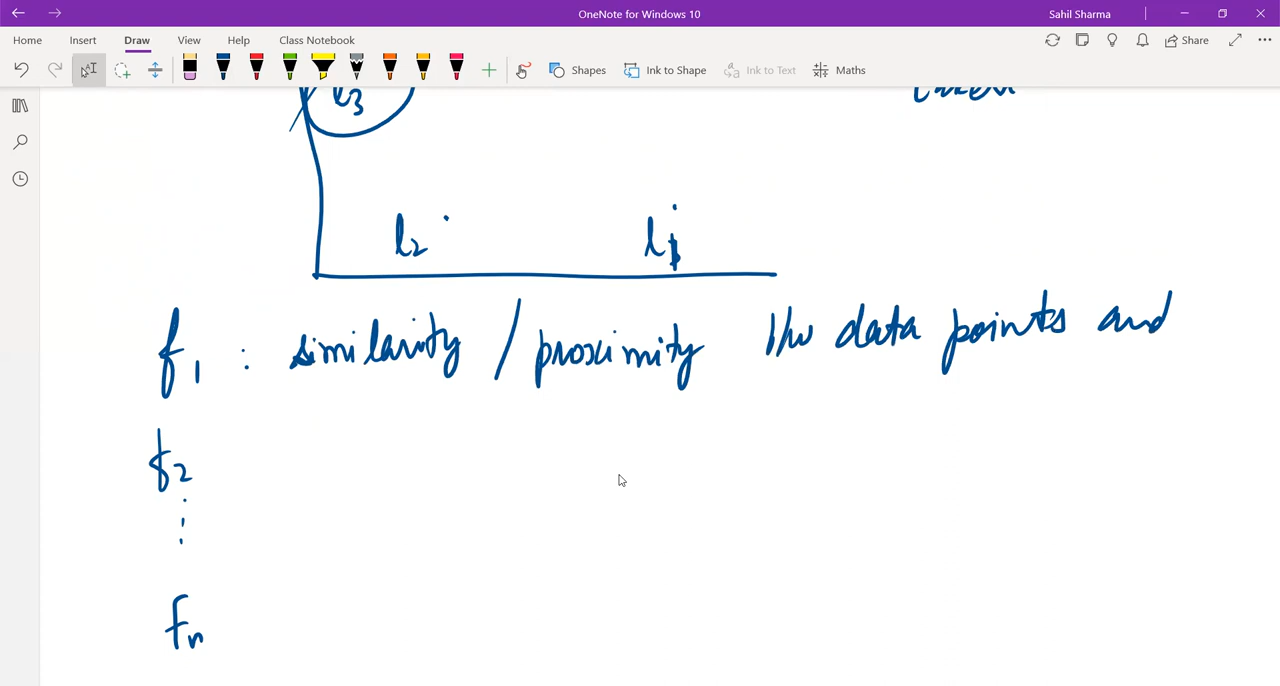 OneNote for Windows 10
Sahil Sharma
Home Insert Draw View Help Class Notebook
Share
Shapes Ink to Shape Ink to Text Maths
l3
l2 l1
f1 : similarity / proximity the data points and
f2
⋮
fn